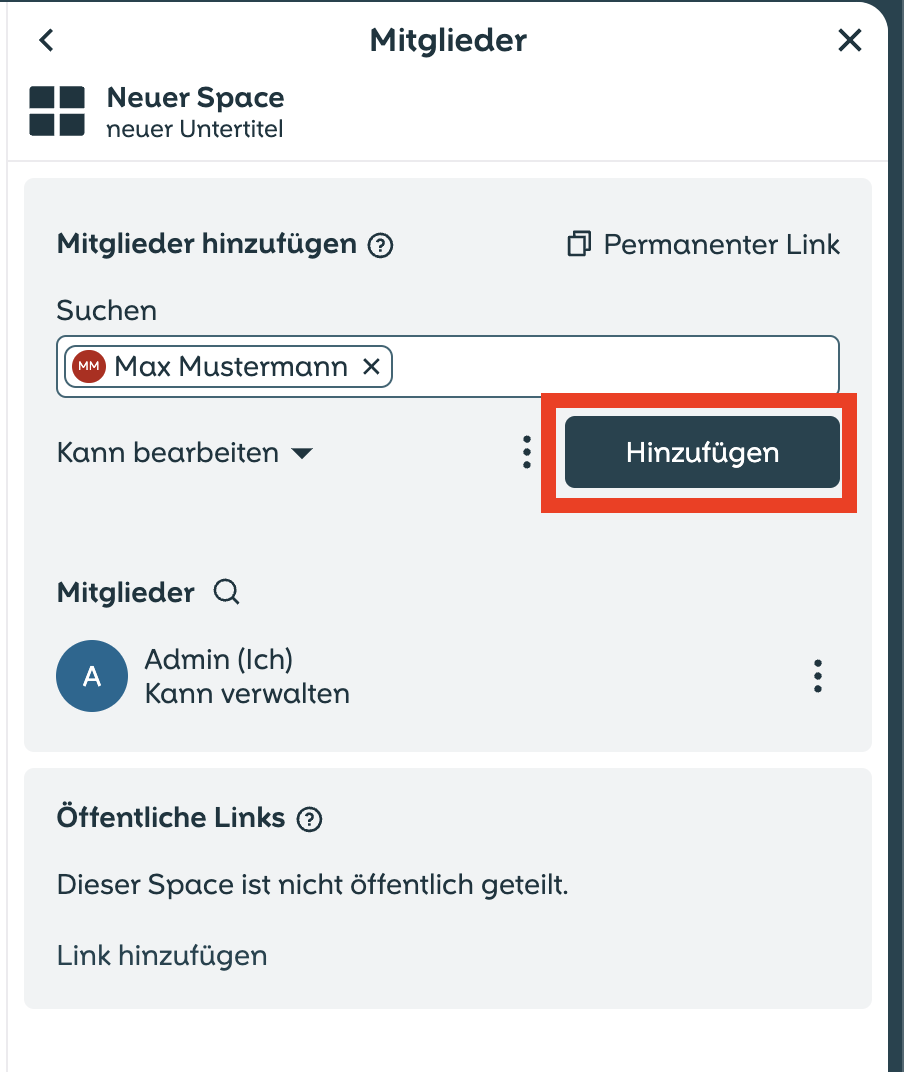 Mitglieder
Neuer Space
neuer Untertitel
Mitglieder hinzufügen
Permanenter Link
Suchen
MM Max Mustermann
Kann bearbeiten
Hinzufügen
Mitglieder
A
Admin (Ich)
Kann verwalten
Öffentliche Links
Dieser Space ist nicht öffentlich geteilt.
Link hinzufügen